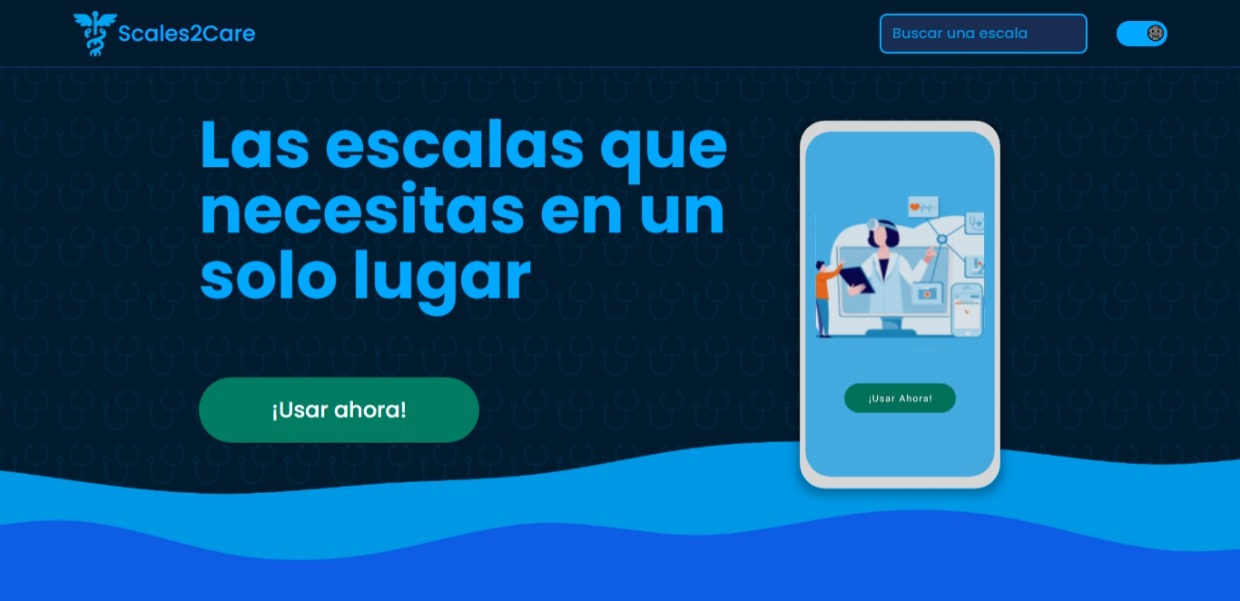 Scales2Care
Buscar una escala
Las escalas que
necesitas en un
solo lugar
¡Usar ahora!
¡Usar Ahora!